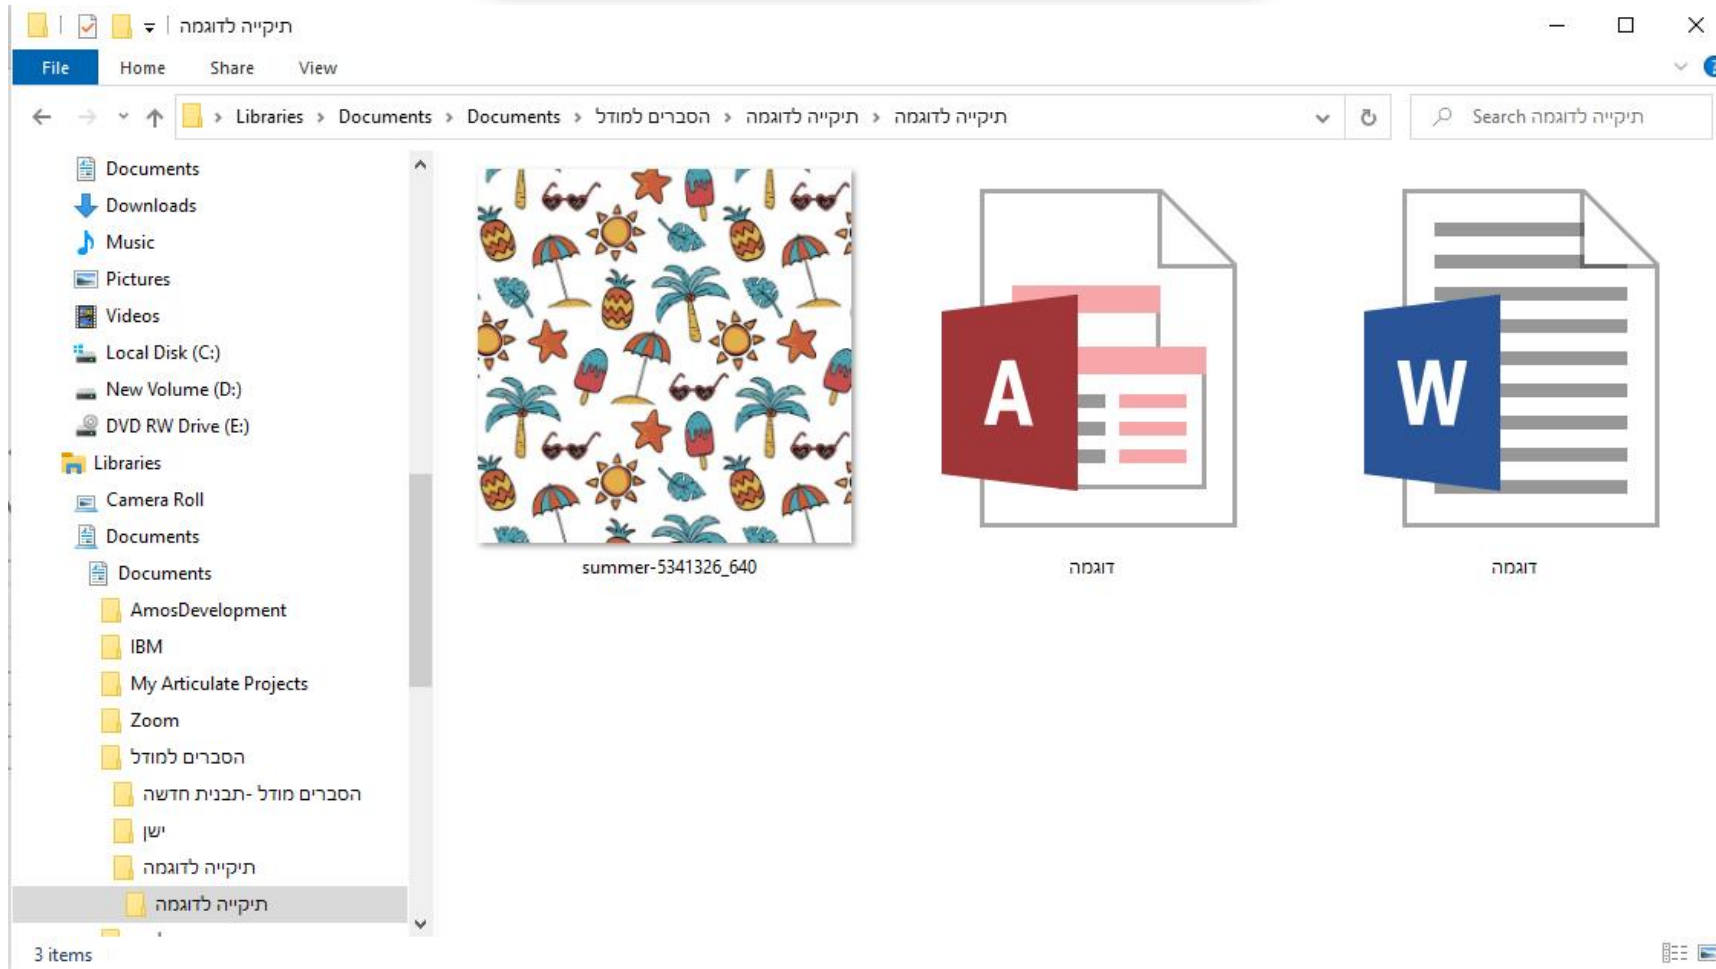 תיקייה לדוגמה
File Home Share View
Libraries > Documents > Documents > הסברים למודל > תיקייה לדוגמה > תיקייה לדוגמה
Search תיקייה לדוגמה
Documents
Downloads
Music
Pictures
Videos
Local Disk (C:)
New Volume (D:)
DVD RW Drive (E:)
Libraries
Camera Roll
Documents
Documents
AmosDevelopment
IBM
My Articulate Projects
Zoom
הסברים למודל
הסברים מודל -תבנית חדשה
ישן
תיקייה לדוגמה
תיקייה לדוגמה
summer-5341326_640
A
דוגמה
W
דוגמה
3 items